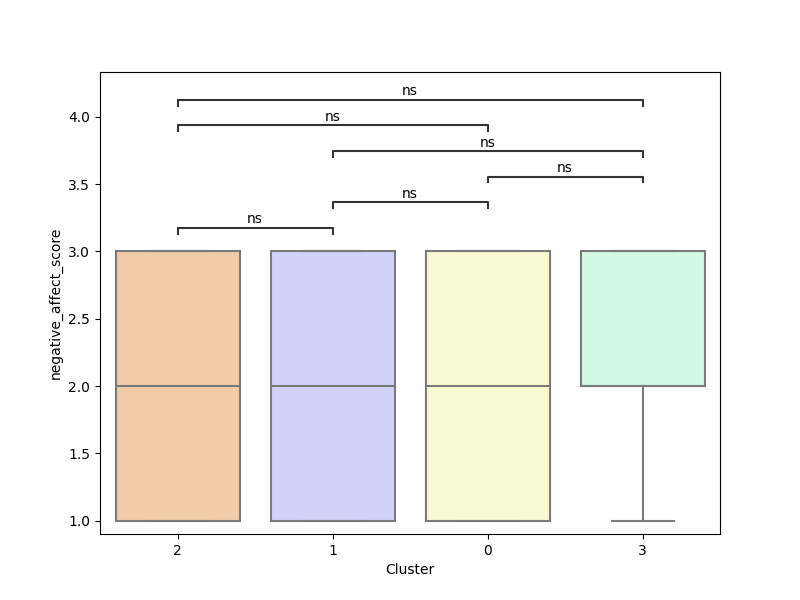 ns
ns
ns
ns
ns
ns
4.0
3.5
3.0
2.5
2.0
1.5
1.0
negative_affect_score
2 1 0 3
Cluster